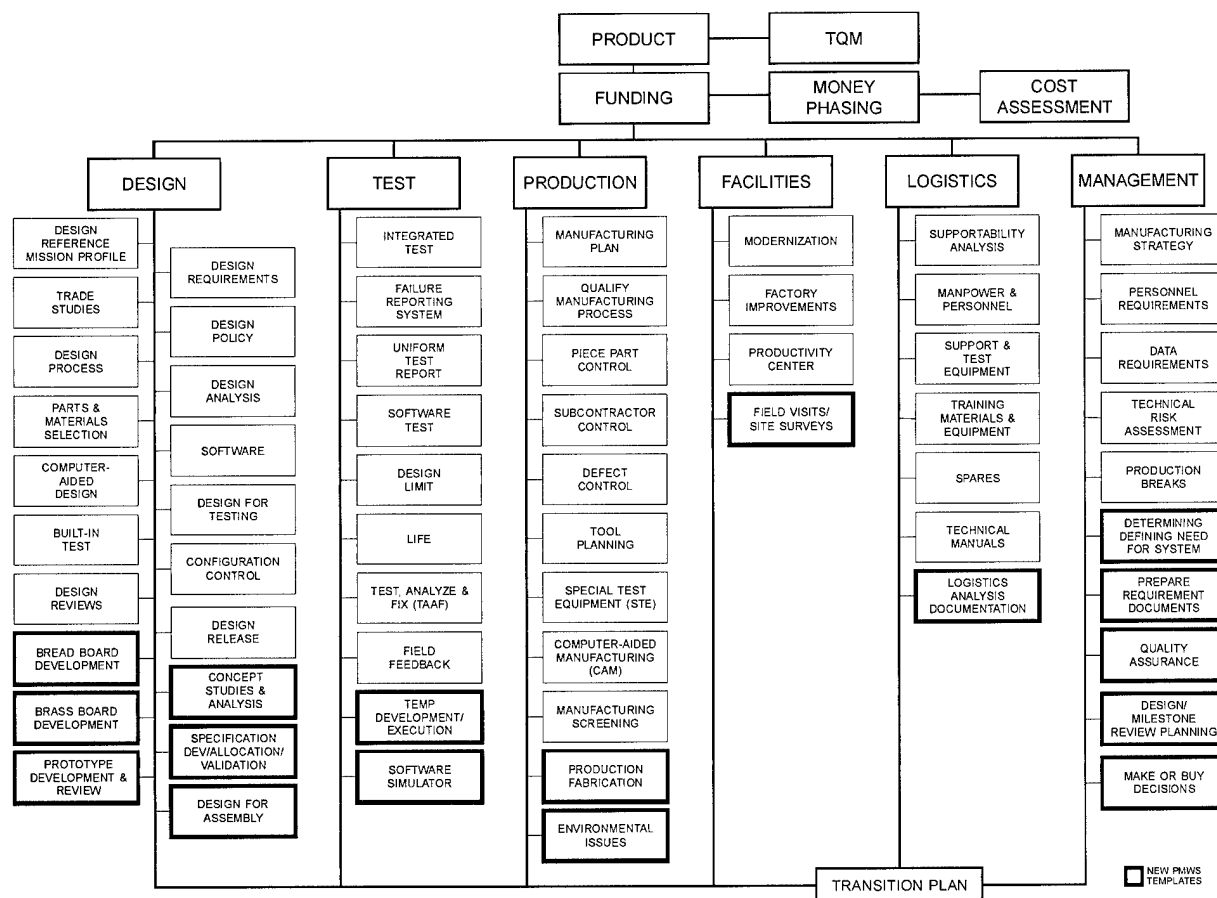 PRODUCT
TQM
FUNDING
MONEY
PHASING
COST
ASSESSMENT
DESIGN
TEST
PRODUCTION
FACILITIES
LOGISTICS
MANAGEMENT
DESIGN
REFERENCE
MISSION PROFILE
TRADE
STUDIES
DESIGN
PROCESS
PARTS &
MATERIALS
SELECTION
COMPUTER-
AIDED
DESIGN
BUILT-IN
TEST
DESIGN
REVIEWS
BREAD BOARD
DEVELOPMENT
BRASS BOARD
DEVELOPMENT
PROTOTYPE
DEVELOPMENT &
REVIEW
DESIGN
REQUIREMENTS
DESIGN
POLICY
DESIGN
ANALYSIS
SOFTWARE
DESIGN FOR
TESTING
CONFIGURATION
CONTROL
DESIGN
RELEASE
CONCEPT
STUDIES &
ANALYSIS
SPECIFICATION
DEV/ALLOCATION/
VALIDATION
DESIGN FOR
ASSEMBLY
INTEGRATED
TEST
FAILURE
REPORTING
SYSTEM
UNIFORM
TEST
REPORT
SOFTWARE
TEST
DESIGN
LIMIT
LIFE
TEST, ANALYZE &
FIX (TAAF)
FIELD
FEEDBACK
TEMP
DEVELOPMENT/
EXECUTION
SOFTWARE
SIMULATOR
MANUFACTURING
PLAN
QUALIFY
MANUFACTURING
PROCESS
PIECE PART
CONTROL
SUBCONTRACTOR
CONTROL
DEFECT
CONTROL
TOOL
PLANNING
SPECIAL TEST
EQUIPMENT (STE)
COMPUTER-AIDED
MANUFACTURING
(CAM)
MANUFACTURING
SCREENING
PRODUCTION
FABRICATION
ENVIRONMENTAL
ISSUES
MODERNIZATION
FACTORY
IMPROVEMENTS
PRODUCTIVITY
CENTER
FIELD VISITS/
SITE SURVEYS
SUPPORTABILITY
ANALYSIS
MANPOWER &
PERSONNEL
SUPPORT &
TEST
EQUIPMENT
TRAINING
MATERIALS &
EQUIPMENT
SPARES
TECHNICAL
MANUALS
LOGISTICS
ANALYSIS
DOCUMENTATION
MANUFACTURING
STRATEGY
PERSONNEL
REQUIREMENTS
DATA
REQUIREMENTS
TECHNICAL
RISK
ASSESSMENT
PRODUCTION
BREAKS
DETERMINING
DEFINING NEED
FOR SYSTEM
PREPARE
REQUIREMENT
DOCUMENTS
QUALITY
ASSURANCE
DESIGN/
MILESTONE
REVIEW PLANNING
MAKE OR BUY
DECISIONS
TRANSITION PLAN
NEW PMWS
TEMPLATES